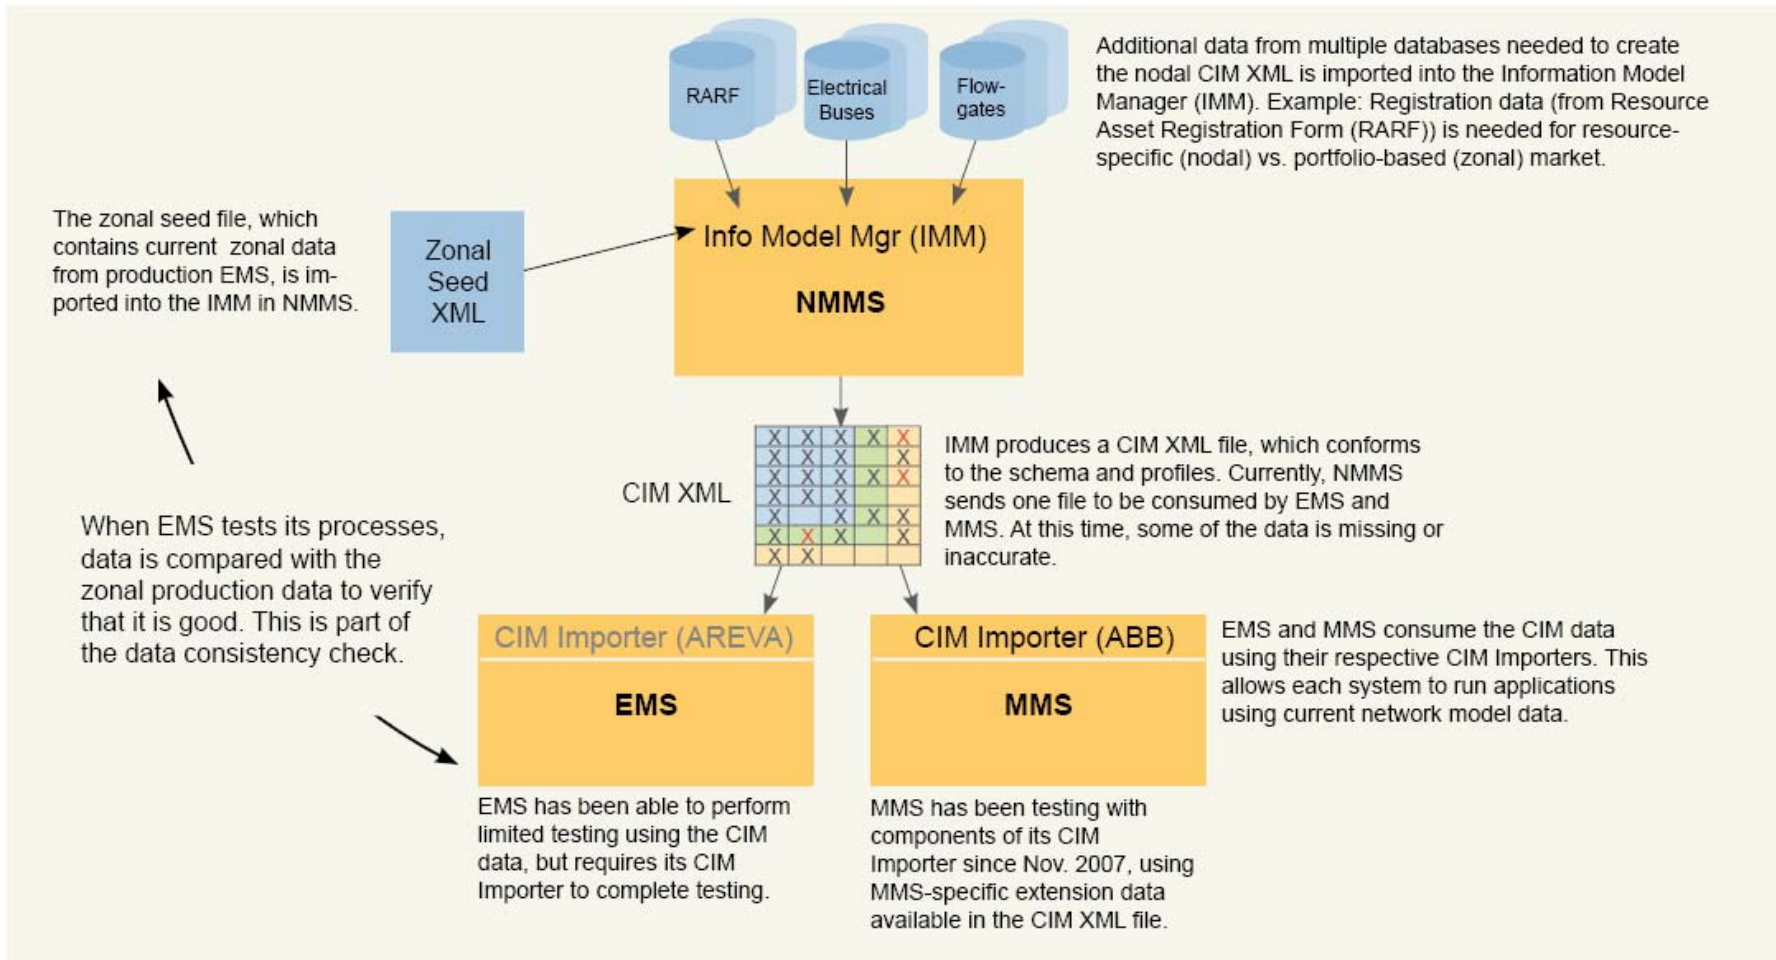 RARF
Electrical
Buses
Flow-
gates
Additional data from multiple databases needed to create
the nodal CIM XML is imported into the Information Model
Manager (IMM). Example: Registration data (from Resource
Asset Registration Form (RARF)) is needed for resource-
specific (nodal) vs. portfolio-based (zonal) market.
The zonal seed file, which
contains current zonal data
from production EMS, is im-
ported into the IMM in NMMS.
Zonal
Seed
XML
Info Model Mgr (IMM)
NMMS
CIM XML
X X X X X
X X X X
X X X X X
X X X
X X X X
X X X X
X X
IMM produces a CIM XML file, which conforms
to the schema and profiles. Currently, NMMS
sends one file to be consumed by EMS and
MMS. At this time, some of the data is missing or
inaccurate.
When EMS tests its processes,
data is compared with the
zonal production data to verify
that it is good. This is part of
the data consistency check.
CIM Importer (AREVA)
EMS
CIM Importer (ABB)
MMS
EMS and MMS consume the CIM data
using their respective CIM Importers. This
allows each system to run applications
using current network model data.
EMS has been able to perform
limited testing using the CIM
data, but requires its CIM
Importer to complete testing.
MMS has been testing with
components of its CIM
Importer since Nov. 2007, using
MMS-specific extension data
available in the CIM XML file.